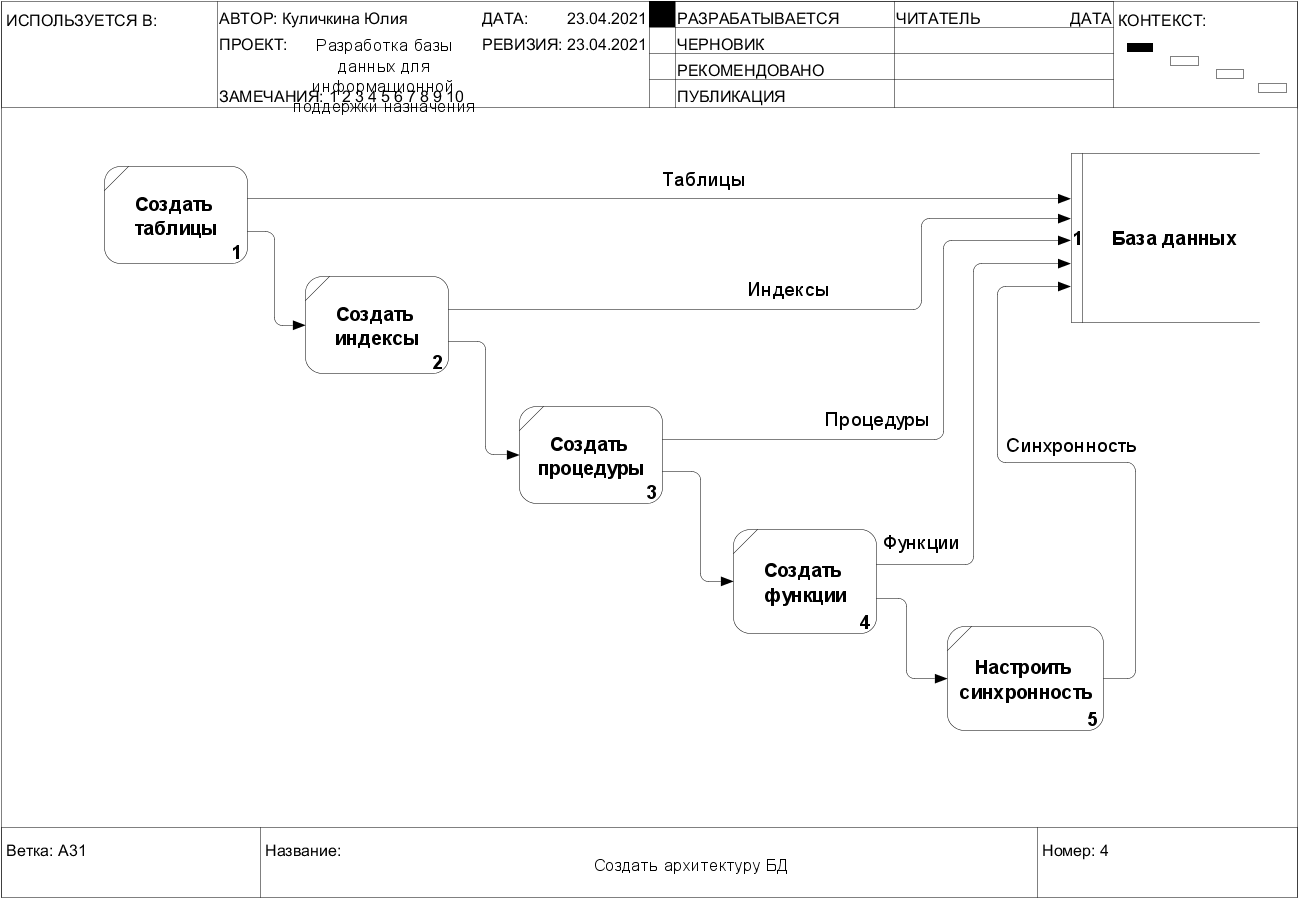 ИСПОЛЬЗУЕТСЯ В:
АВТОР: Куличкина Юлия
ДАТА: 23.04.2021
РАЗРАБАТЫВАЕТСЯ
ЧИТАТЕЛЬ
ДАТА
КОНТЕКСТ:
ПРОЕКТ: Разработка базы
данных для
информационной
поддержки назначения
РЕВИЗИЯ: 23.04.2021
ЧЕРНОВИК
РЕКОМЕНДОВАНО
ЗАМЕЧАНИЯ: 1 2 3 4 5 6 7 8 9 10
ПУБЛИКАЦИЯ
Таблицы
Создать
таблицы
1
1
База данных
Индексы
Создать
индексы
2
Процедуры
Создать
процедуры
3
Синхронность
Функции
Создать
функции
4
Настроить
синхронность
5
Ветка: A31
Название:
Создать архитектуру БД
Номер: 4